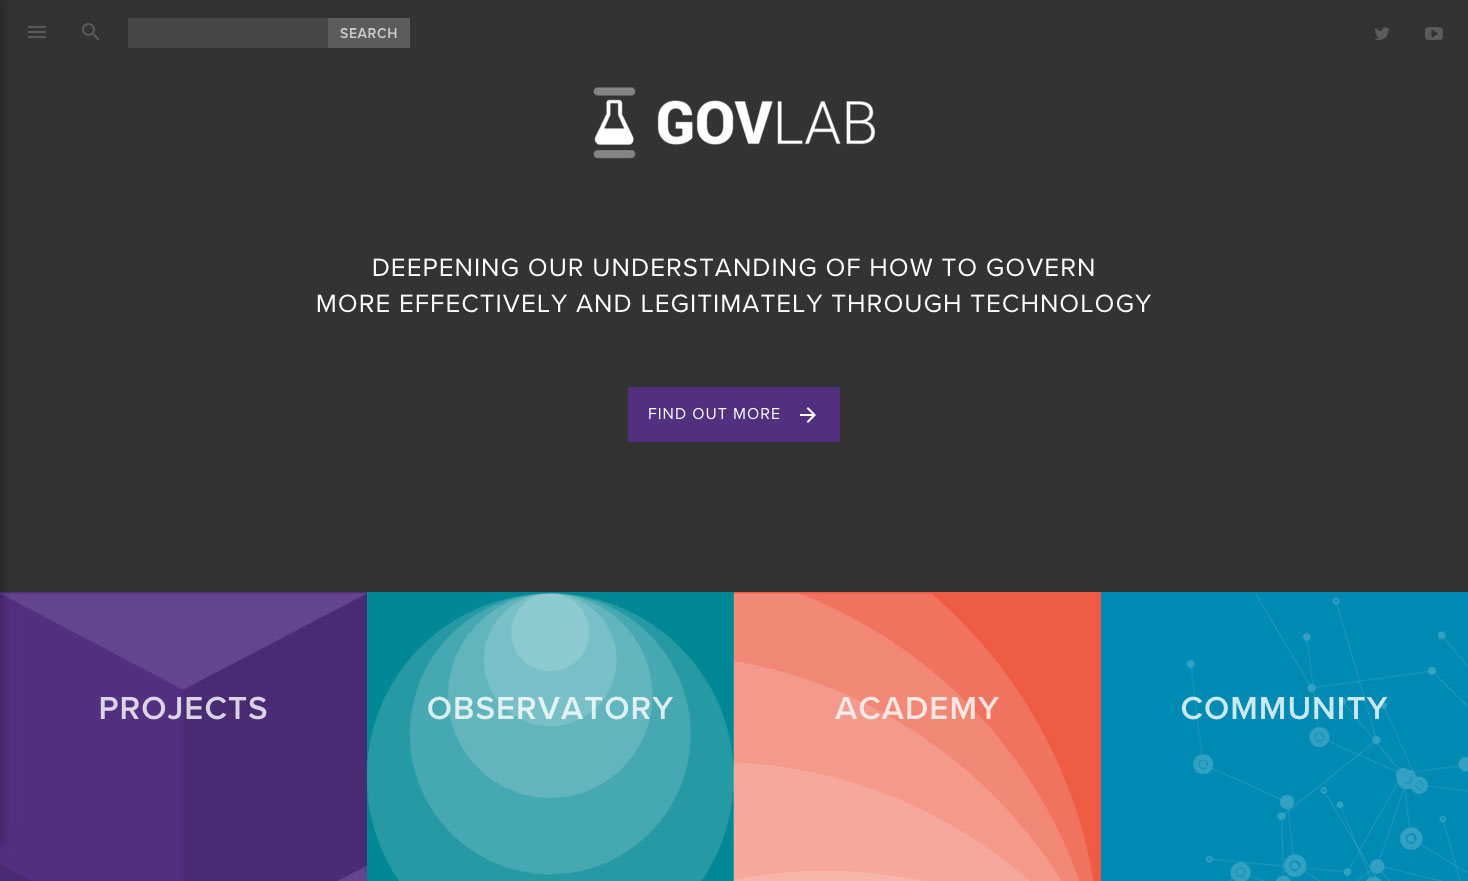 SEARCH
GOVLAB
DEEPENING OUR UNDERSTANDING OF HOW TO GOVERN
MORE EFFECTIVELY AND LEGITIMATELY THROUGH TECHNOLOGY
FIND OUT MORE
PROJECTS
OBSERVATORY
ACADEMY
COMMUNITY